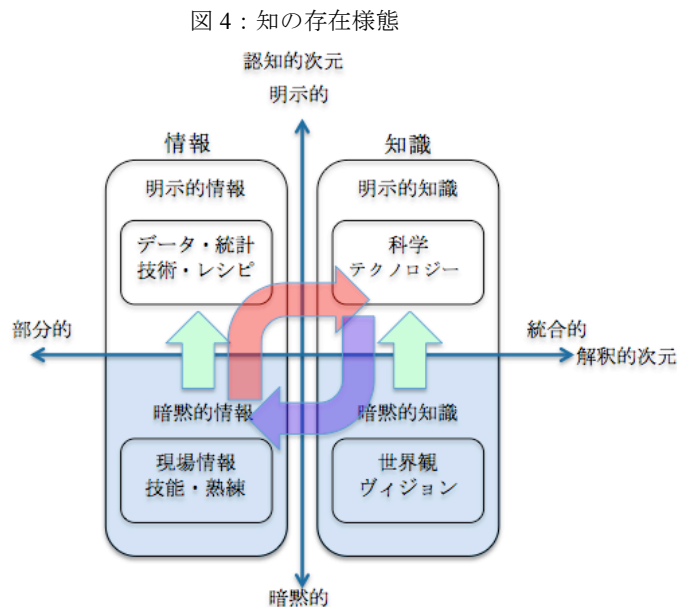 図 4：知の存在様態
認知的次元
明示的
情報
知識
明示的情報
明示的知識
データ・統計
技術・レシピ
科学
テクノロジー
部分的
統合的
解釈的次元
暗黙的情報
暗黙的知識
現場情報
技能・熟練
世界観
ヴィジョン
暗黙的